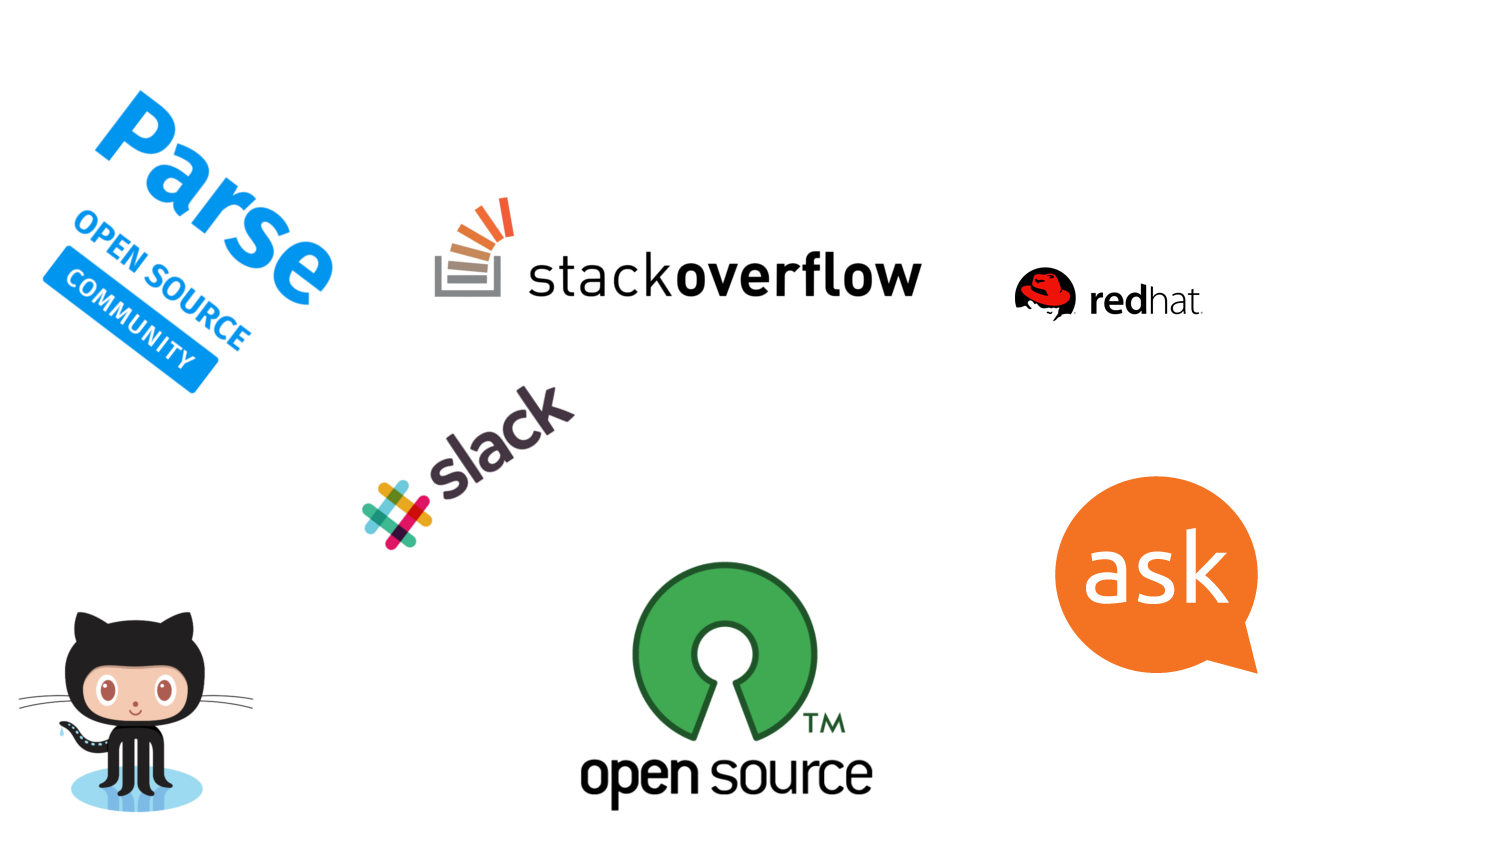 Parse
OPEN SOURCE
COMMUNITY
stackoverflow
redhat
slack
ask
TM
open source